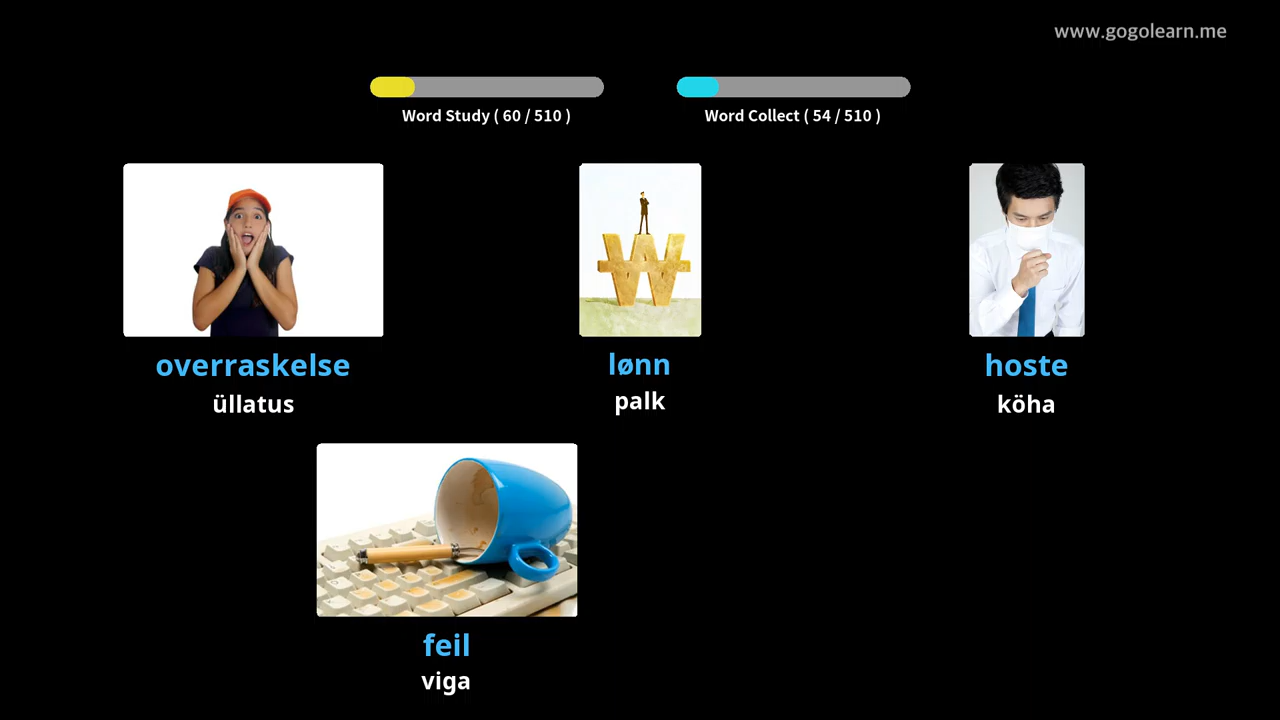 www.gogolearn.me
Word Study ( 60 / 510 )
Word Collect ( 54 / 510 )
overraskelse
üllatus
lønn
palk
hoste
köha
feil
viga